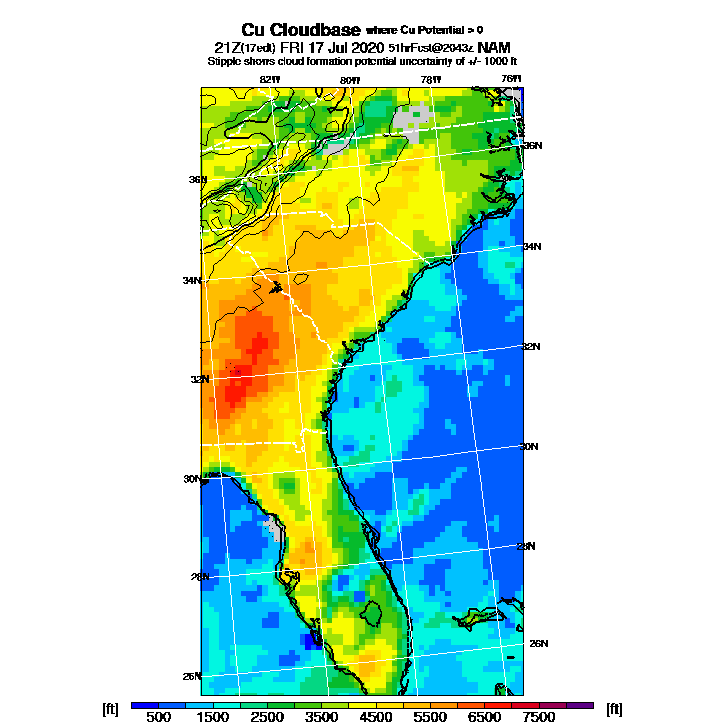 Cu Cloudbase where Cu Potential > 0
21Z(17edt) FRI 17 Jul 2020 51hrFcst@2043z NAM
Stipple shows cloud formation potential uncertainty of +/- 1000 ft
82W 80W 78W 76W
36N
36N
34N
34N
32N
32N
30N
30N
28N
28N
26N
26N
[ft] 500 1500 2500 3500 4500 5500 6500 7500 [ft]